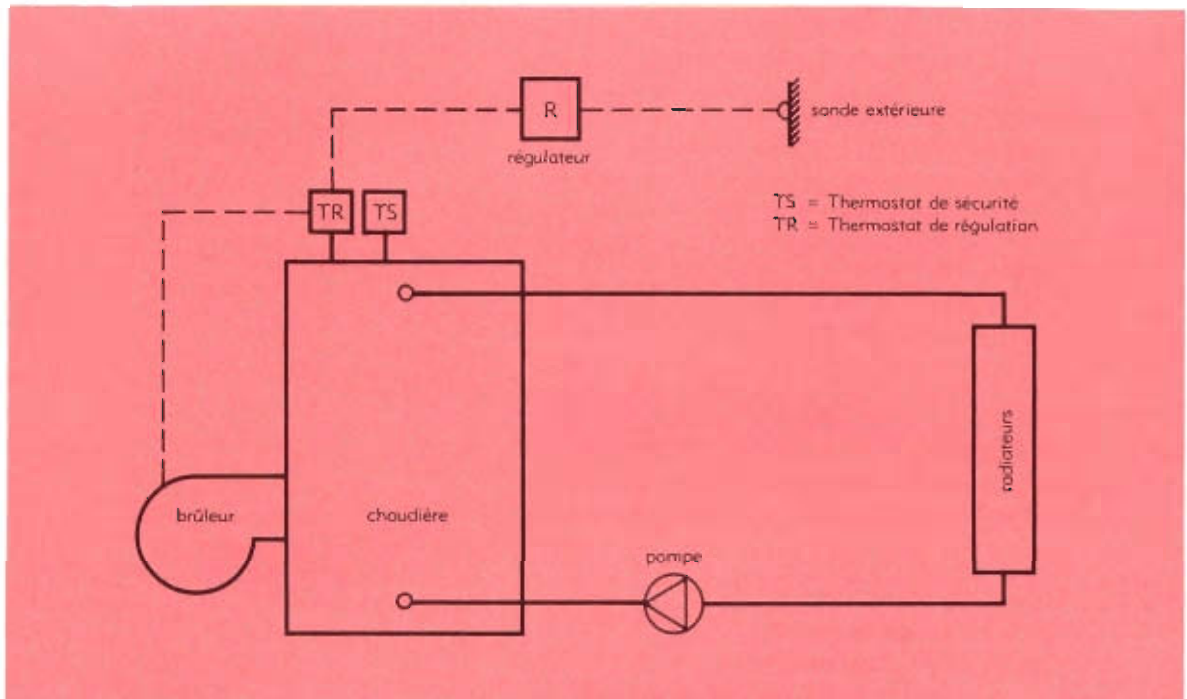 R
sonde extérieure
régulateur
TR
TS
TS = Thermostat de sécurité
TR = Thermostat de régulation
radiateurs
brûleur
chaudière
pompe